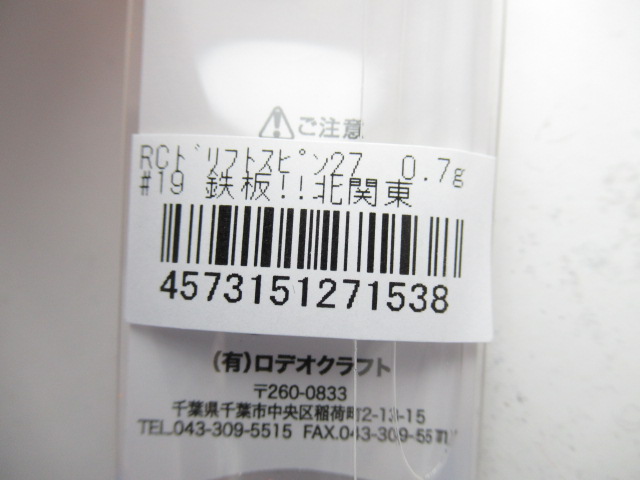 ⚠ご注意
RCﾄﾞﾘﾌﾄｽﾋﾟﾝ27 0.7g
#19 鉄板!!北関東
4573151271538
(有)ロデオクラフト
〒260-0833
千葉県千葉市中央区稲荷町2-13-15
TEL.043-309-5515 FAX.043-309-55